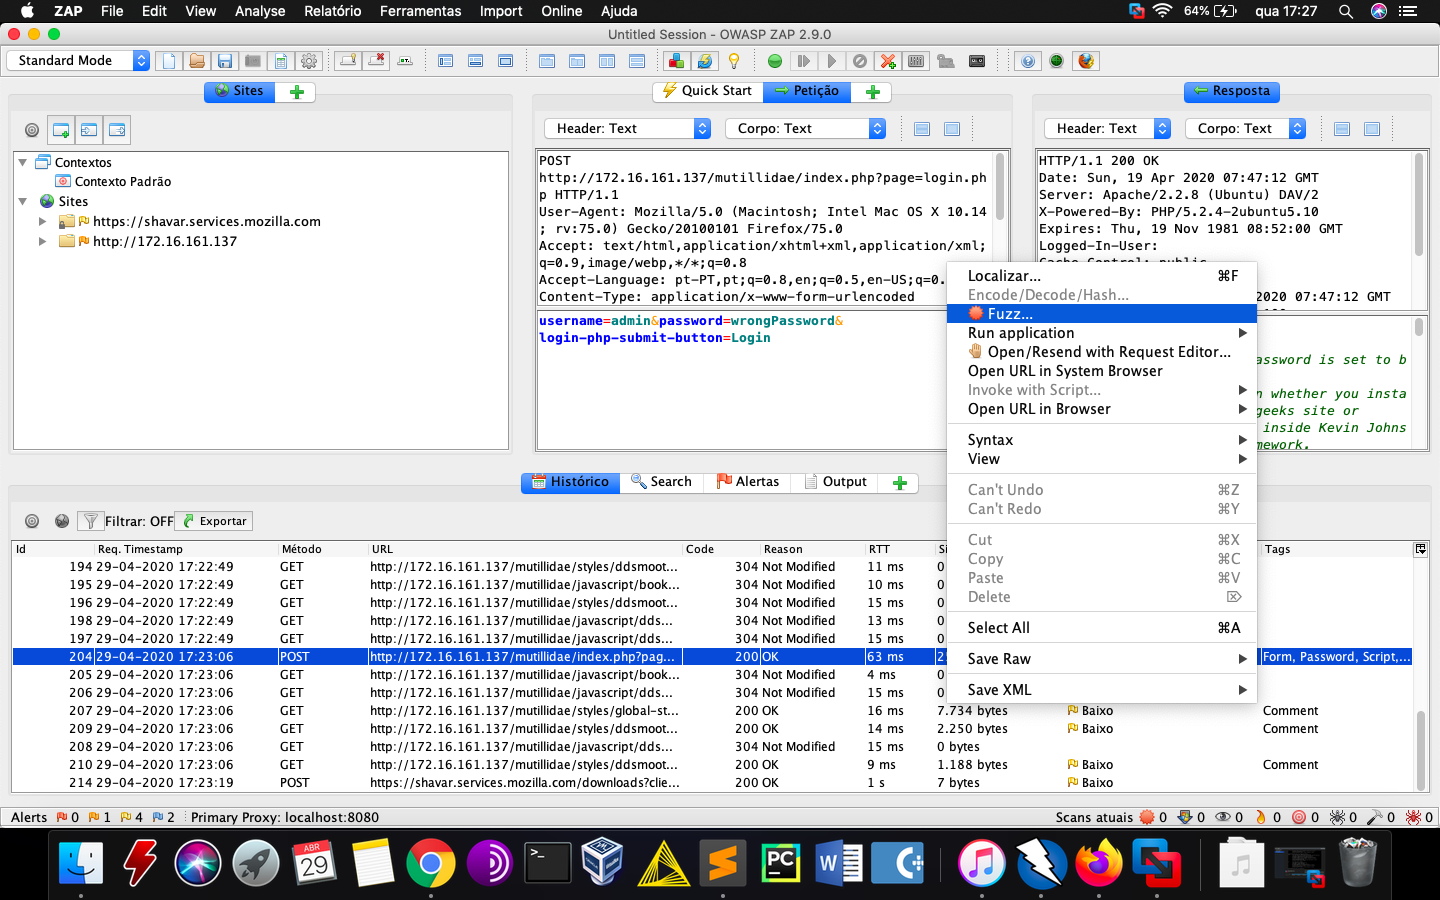 ZAP File Edit View Analyse Relatório Ferramentas Import Online Ajuda 64% qua 17:27
Untitled Session - OWASP ZAP 2.9.0
Standard Mode
Sites
Quick Start Petição
Resposta
Header: Text Corpo: Text
Header: Text Corpo: Text
Contextos
Contexto Padrão
Sites
https://shavar.services.mozilla.com
http://172.16.161.137
POST
http://172.16.161.137/mutillidae/index.php?page=login.ph
p HTTP/1.1
User-Agent: Mozilla/5.0 (Macintosh; Intel Mac OS X 10.14
; rv:75.0) Gecko/20100101 Firefox/75.0
Accept: text/html,application/xhtml+xml,application/xml;
q=0.9,image/webp,*/*;q=0.8
Accept-Language: pt-PT,pt;q=0.8,en;q=0.5,en-US;q=0.
Content-Type: application/x-www-form-urlencoded
username=admin&password=wrongPassword&
login-php-submit-button=Login
HTTP/1.1 200 OK
Date: Sun, 19 Apr 2020 07:47:12 GMT
Server: Apache/2.2.8 (Ubuntu) DAV/2
X-Powered-By: PHP/5.2.4-2ubuntu5.10
Expires: Thu, 19 Nov 1981 08:52:00 GMT
Logged-In-User:
Cache-Control: public
2020 07:47:12 GMT
assword is set to b
n whether you insta
geeks site or
inside Kevin Johns
mework.
Localizar... ⌘F
Encode/Decode/Hash...
Fuzz...
Run application
Open/Resend with Request Editor...
Open URL in System Browser
Invoke with Script...
Open URL in Browser
Syntax
View
Can't Undo ⌘Z
Can't Redo ⌘Y
Cut ⌘X
Copy ⌘C
Paste ⌘V
Delete ⌦
Select All ⌘A
Save Raw
Save XML
Histórico Search Alertas Output
Filtrar: OFF Exportar
Id Req. Timestamp Método URL Code Reason RTT Si Tags
194 29-04-2020 17:22:49 GET http://172.16.161.137/mutillidae/styles/ddsmoot... 304 Not Modified 11 ms 0
195 29-04-2020 17:22:49 GET http://172.16.161.137/mutillidae/javascript/book... 304 Not Modified 10 ms 0
196 29-04-2020 17:22:49 GET http://172.16.161.137/mutillidae/styles/ddsmoot... 304 Not Modified 15 ms 0
198 29-04-2020 17:22:49 GET http://172.16.161.137/mutillidae/javascript/dds... 304 Not Modified 13 ms 0
197 29-04-2020 17:22:49 GET http://172.16.161.137/mutillidae/javascript/dds... 304 Not Modified 15 ms 0
204 29-04-2020 17:23:06 POST http://172.16.161.137/mutillidae/index.php?pag... 200 OK 63 ms 2 Form, Password, Script,...
205 29-04-2020 17:23:06 GET http://172.16.161.137/mutillidae/javascript/book... 304 Not Modified 4 ms 0
206 29-04-2020 17:23:06 GET http://172.16.161.137/mutillidae/javascript/dds... 304 Not Modified 15 ms 0
207 29-04-2020 17:23:06 GET http://172.16.161.137/mutillidae/styles/global-st... 200 OK 16 ms 7.734 bytes Baixo Comment
209 29-04-2020 17:23:06 GET http://172.16.161.137/mutillidae/styles/ddsmoot... 200 OK 14 ms 2.250 bytes Baixo Comment
208 29-04-2020 17:23:06 GET http://172.16.161.137/mutillidae/javascript/dds... 304 Not Modified 15 ms 0 bytes
210 29-04-2020 17:23:06 GET http://172.16.161.137/mutillidae/styles/ddsmoot... 200 OK 9 ms 1.188 bytes Baixo Comment
214 29-04-2020 17:23:19 POST https://shavar.services.mozilla.com/downloads?clie... 200 OK 1 s 7 bytes Baixo
Alerts 0 1 4 2 Primary Proxy: localhost:8080 Scans atuais 0 0 0 0 0 0 0 0
ABR
29
>_
PC
W